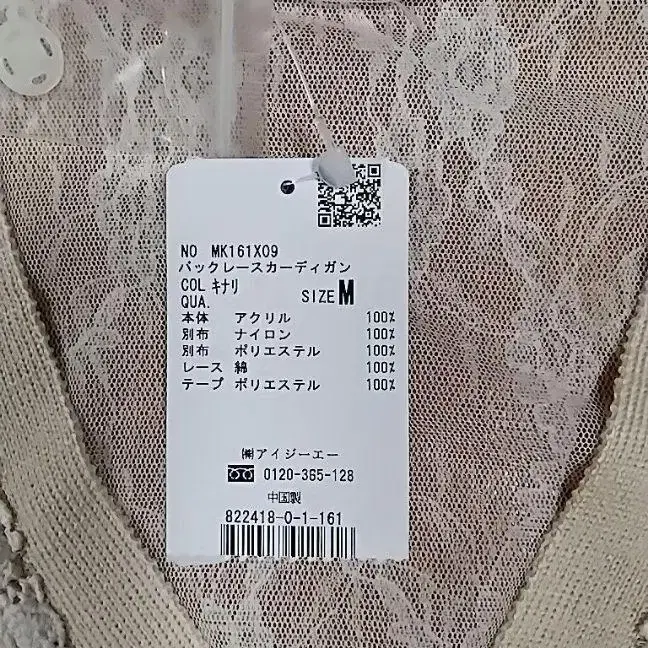 NO MK161X09
バックレースカーディガン
COL キナリ
QUA. SIZE M
本体 アクリル 100%
別布 ナイロン 100%
別布 ポリエステル 100%
レース 綿 100%
テープ ポリエステル 100%
㈱アイジーエー
0120-365-128
中国製
822418-0-1-161